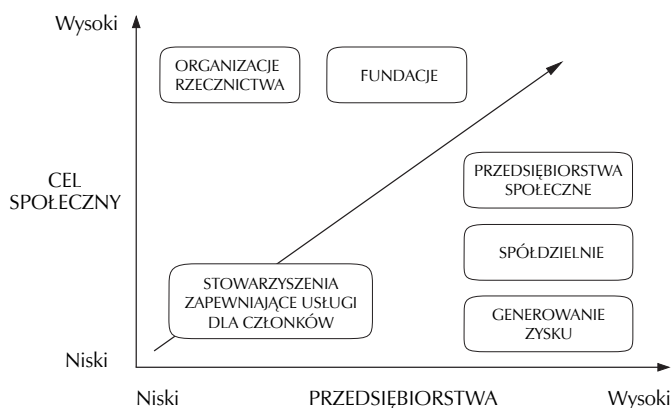 Wysoki
ORGANIZACJE
RZECZNICTWA
FUNDACJE
CEL
SPOŁECZNY
PRZEDSIĘBIORSTWA
SPOŁECZNE
SPÓŁDZIELNIE
STOWARZYSZENIA
ZAPEWNIAJĄCE USŁUGI
DLA CZŁONKÓW
GENEROWANIE
ZYSKU
Niski
Niski
PRZEDSIĘBIORSTWA
Wysoki